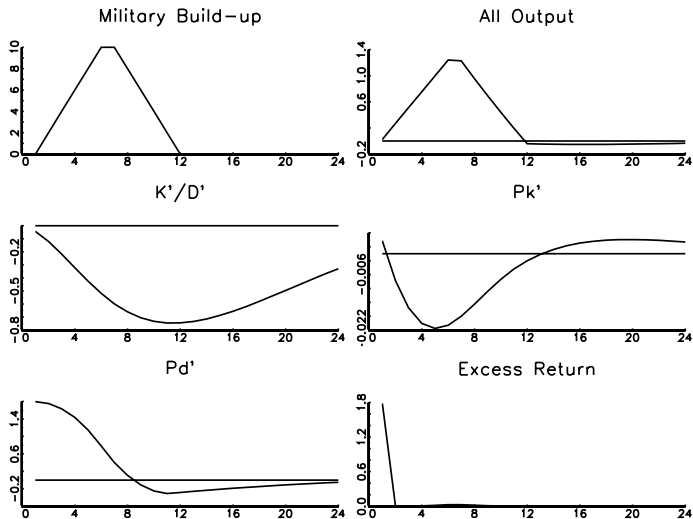 Military Build-up
All Output
10
8
6
4
2
0
0 4 8 12 16 20 24
1.4
1.0
0.6
-0.2
0 4 8 12 16 20 24
K'/D'
Pk'
-0.2
-0.5
-0.8
0 4 8 12 16 20 24
-0.006
-0.022
0 4 8 12 16 20 24
Pd'
Excess Return
1.4
0.6
-0.2
0 4 8 12 16 20 24
1.8
1.2
0.6
0.0
0 4 8 12 16 20 24